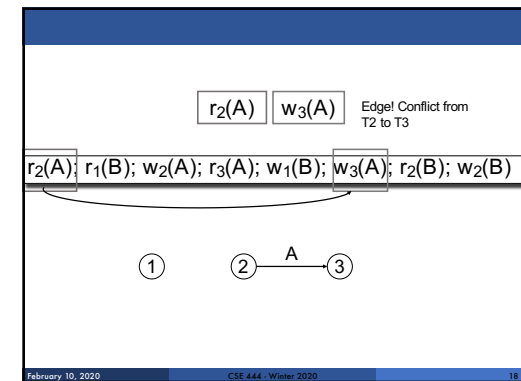 r₂(A) w₃(A) Edge! Conflict from
T2 to T3
r₂(A); r₁(B); w₂(A); r₃(A); w₁(B); w₃(A); r₂(B); w₂(B)
A
1 2 3
February 10, 2020 CSE 444 - Winter 2020 18